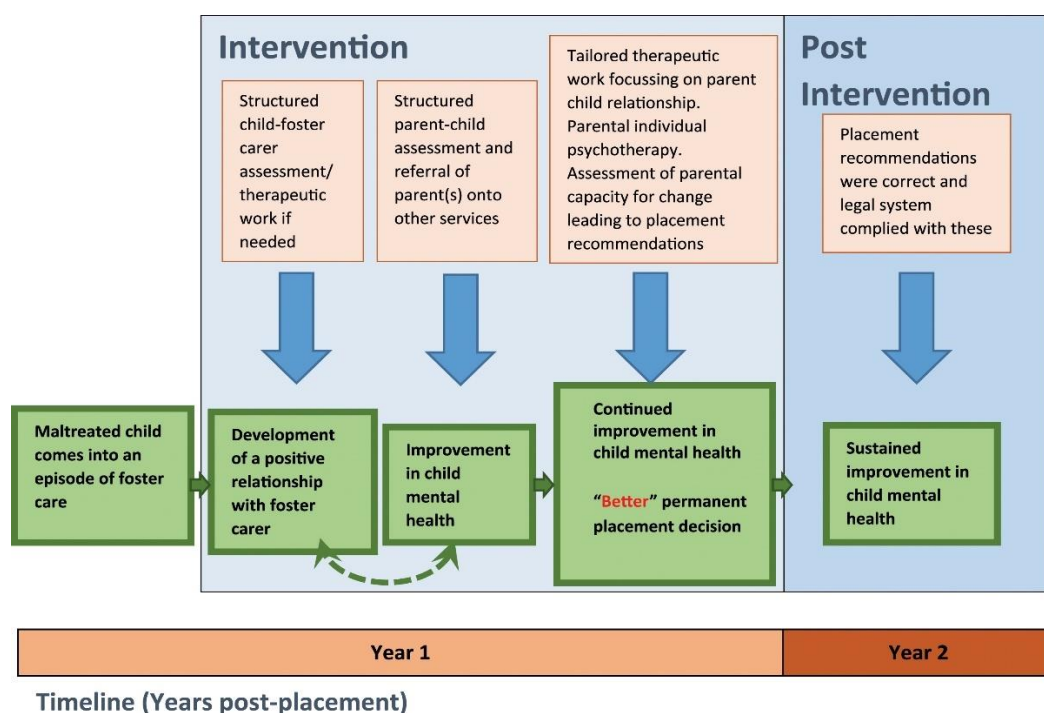 Intervention
Post
Intervention
Structured
child-foster
carer
assessment/
therapeutic
work if
needed
Structured
parent-child
assessment and
referral of
parent(s) onto
other services
Tailored therapeutic
work focussing on parent
child relationship.
Parental individual
psychotherapy.
Assessment of parental
capacity for change
leading to placement
recommendations
Placement
recommendations
were correct and
legal system
complied with these
Maltreated child
comes into an
episode of foster
care
Development
of a positive
relationship
with foster
carer
Improvement
in child
mental
health
Continued
improvement in
child mental health
“Better” permanent
placement decision
Sustained
improvement in
child mental
health
Year 1
Year 2
Timeline (Years post-placement)